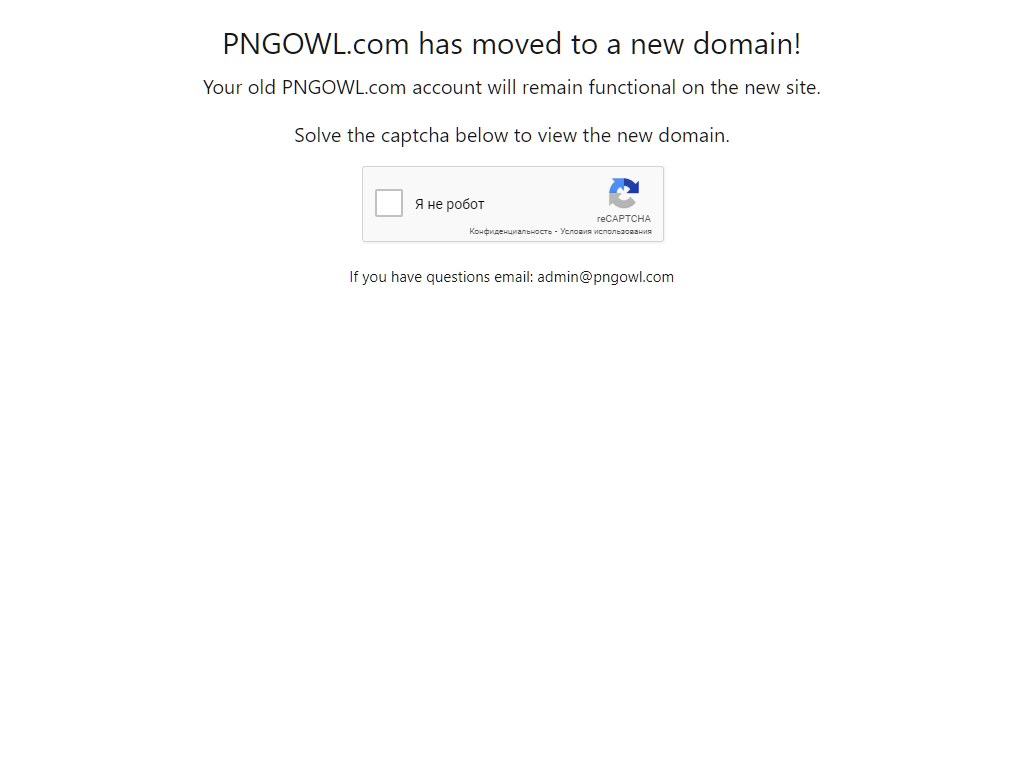 PNGOWL.com has moved to a new domain!
Your old PNGOWL.com account will remain functional on the new site.
Solve the captcha below to view the new domain.
Я не робот
reCAPTCHA
Конфиденциальность - Условия использования
If you have questions email: admin@pngowl.com